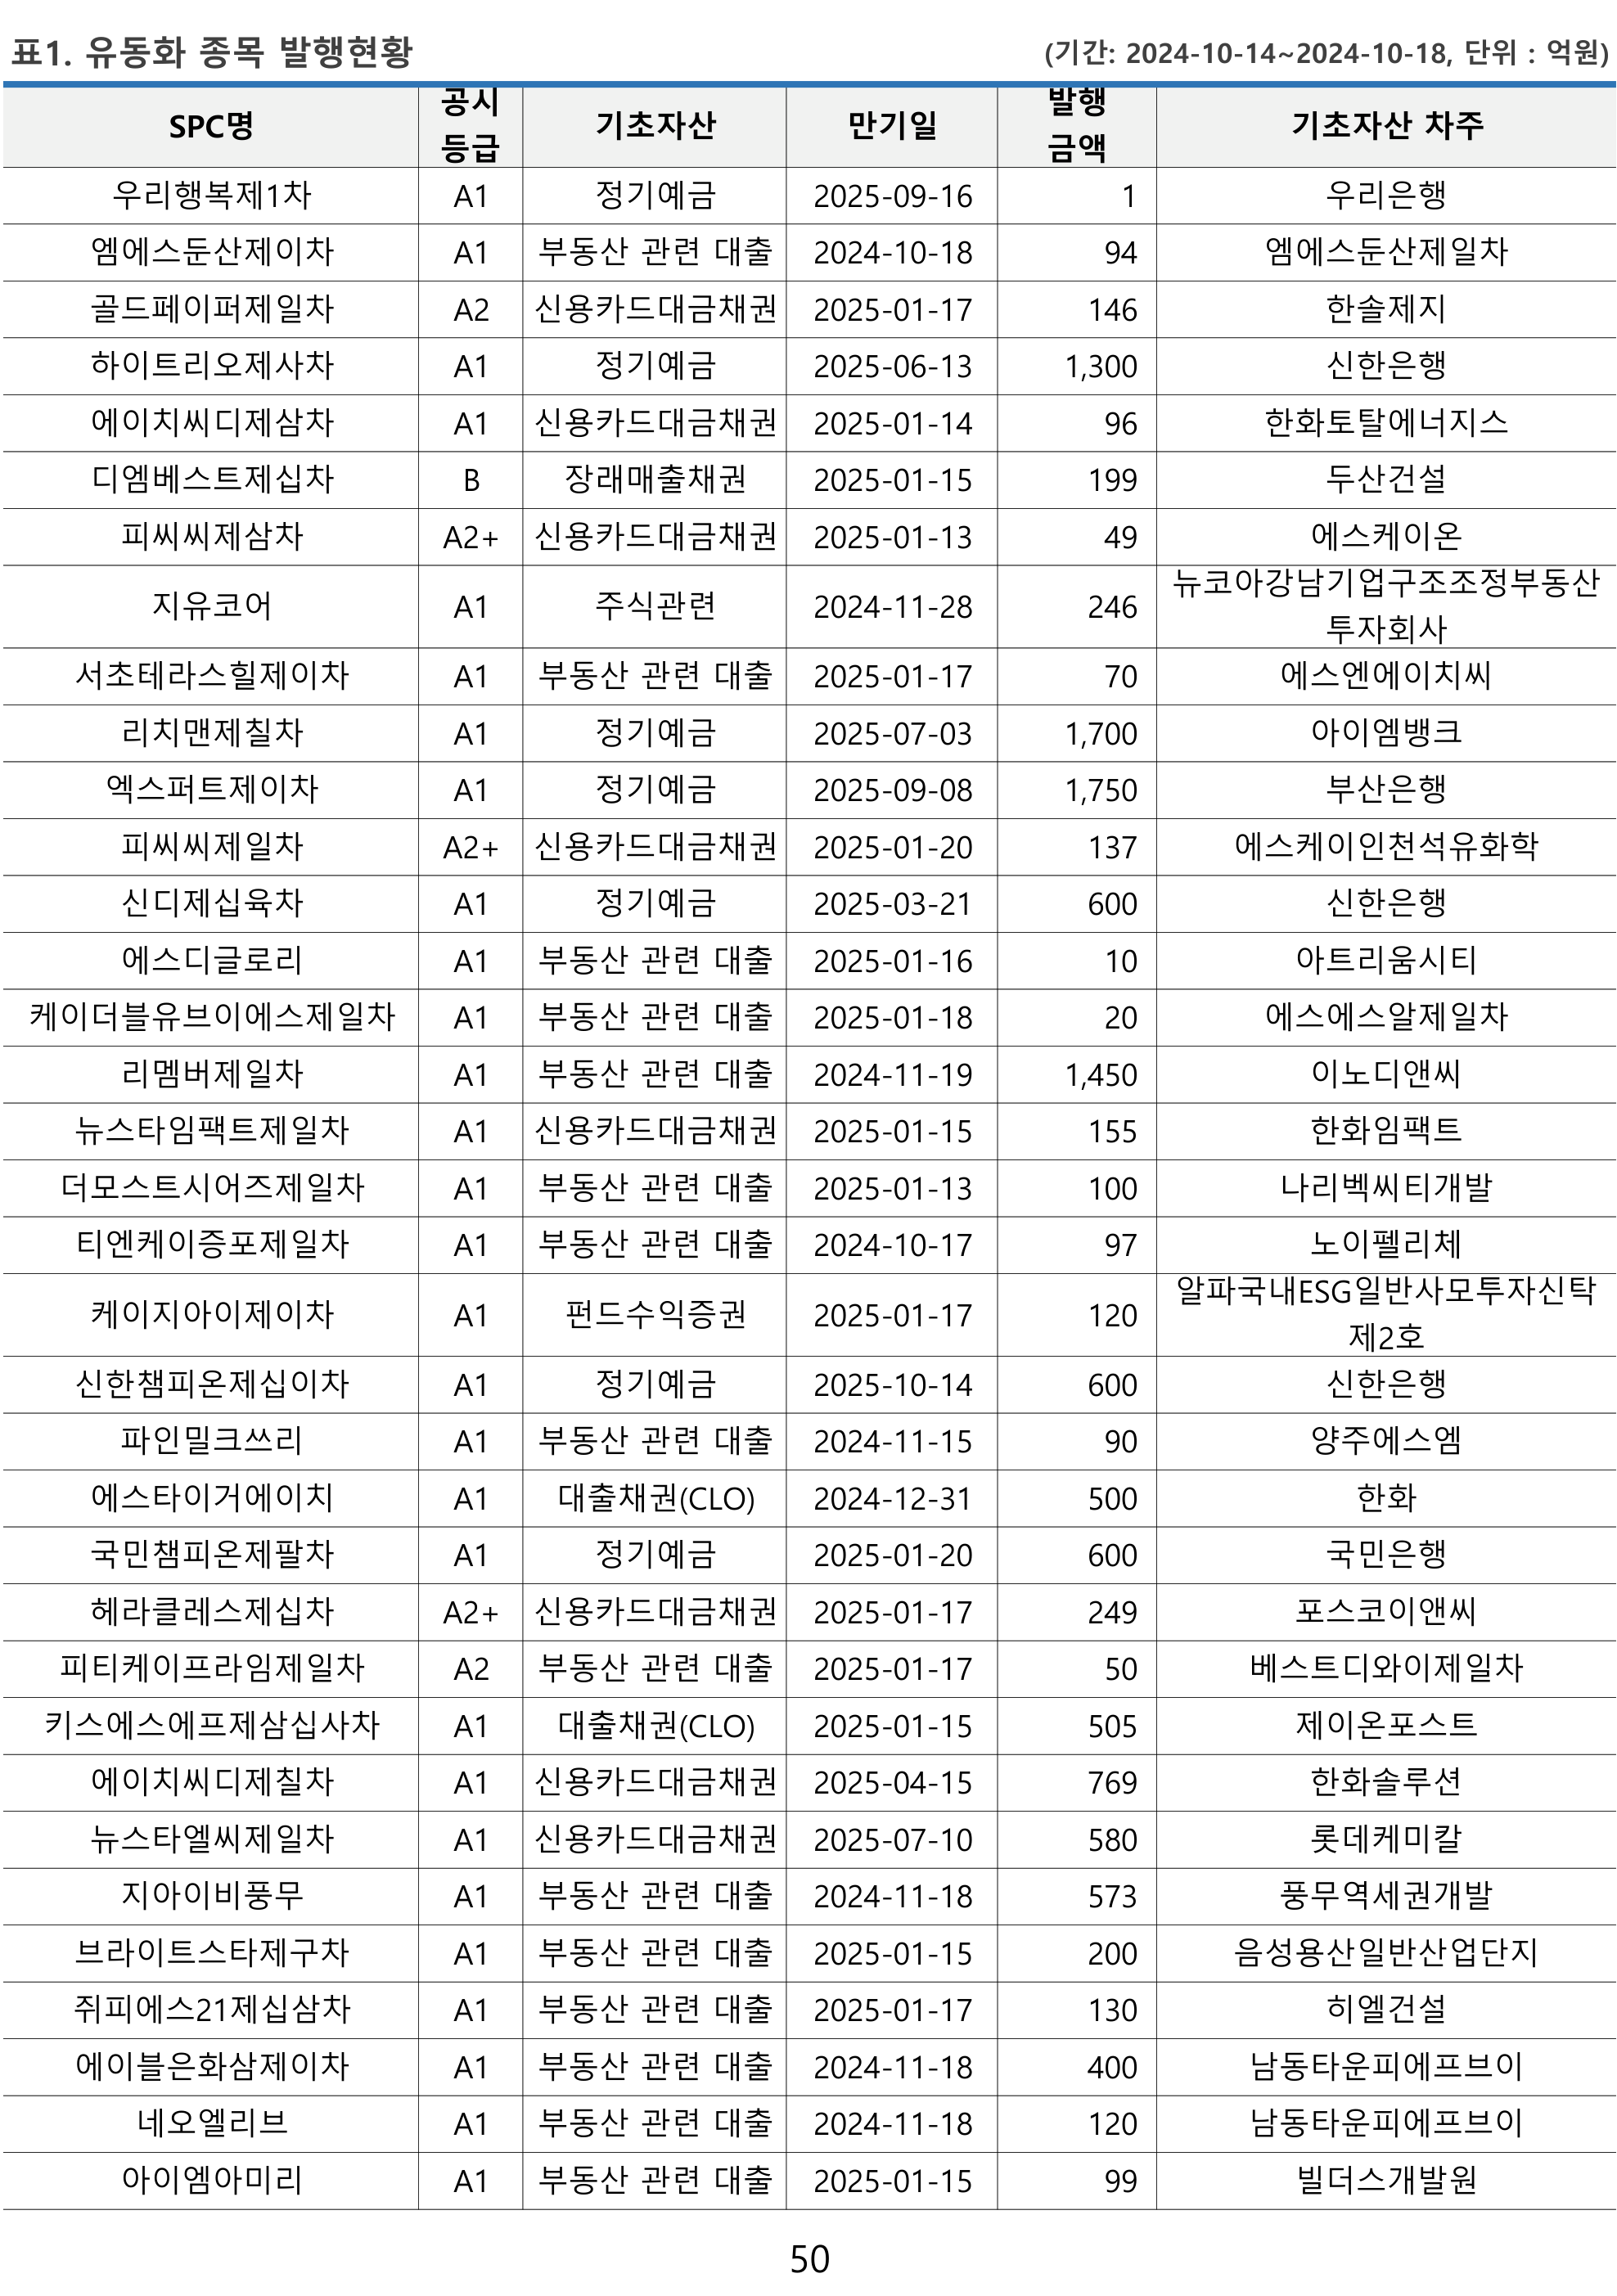 표1. 유동화 종목 발행현황 (기간: 2024-10-14~2024-10-18, 단위 : 억원)
SPC명 공시 등급 기초자산 만기일 발행 금액 기초자산 차주
우리행복제1차 A1 정기예금 2025-09-16 1 우리은행
엠에스둔산제이차 A1 부동산 관련 대출 2024-10-18 94 엠에스둔산제일차
골드페이퍼제일차 A2 신용카드대금채권 2025-01-17 146 한솔제지
하이트리오제사차 A1 정기예금 2025-06-13 1,300 신한은행
에이치씨디제삼차 A1 신용카드대금채권 2025-01-14 96 한화토탈에너지스
디엠베스트제십차 B 장래매출채권 2025-01-15 199 두산건설
피씨씨제삼차 A2+ 신용카드대금채권 2025-01-13 49 에스케이온
지유코어 A1 주식관련 2024-11-28 246 뉴코아강남기업구조조정부동산
투자회사
서초테라스힐제이차 A1 부동산 관련 대출 2025-01-17 70 에스엔에이치씨
리치맨제칠차 A1 정기예금 2025-07-03 1,700 아이엠뱅크
엑스퍼트제이차 A1 정기예금 2025-09-08 1,750 부산은행
피씨씨제일차 A2+ 신용카드대금채권 2025-01-20 137 에스케이인천석유화학
신디제십육차 A1 정기예금 2025-03-21 600 신한은행
에스디글로리 A1 부동산 관련 대출 2025-01-16 10 아트리움시티
케이더블유브이에스제일차 A1 부동산 관련 대출 2025-01-18 20 에스에스알제일차
리멤버제일차 A1 부동산 관련 대출 2024-11-19 1,450 이노디앤씨
뉴스타임팩트제일차 A1 신용카드대금채권 2025-01-15 155 한화임팩트
더모스트시어즈제일차 A1 부동산 관련 대출 2025-01-13 100 나리벡씨티개발
티엔케이증포제일차 A1 부동산 관련 대출 2024-10-17 97 노이펠리체
케이지아이제이차 A1 펀드수익증권 2025-01-17 120 알파국내ESG일반사모투자신탁
제2호
신한챔피온제십이차 A1 정기예금 2025-10-14 600 신한은행
파인밀크쓰리 A1 부동산 관련 대출 2024-11-15 90 양주에스엠
에스타이거에이치 A1 대출채권(CLO) 2024-12-31 500 한화
국민챔피온제팔차 A1 정기예금 2025-01-20 600 국민은행
헤라클레스제십차 A2+ 신용카드대금채권 2025-01-17 249 포스코이앤씨
피티케이프라임제일차 A2 부동산 관련 대출 2025-01-17 50 베스트디와이제일차
키스에스에프제삼십사차 A1 대출채권(CLO) 2025-01-15 505 제이온포스트
에이치씨디제칠차 A1 신용카드대금채권 2025-04-15 769 한화솔루션
뉴스타엘씨제일차 A1 신용카드대금채권 2025-07-10 580 롯데케미칼
지아이비풍무 A1 부동산 관련 대출 2024-11-18 573 풍무역세권개발
브라이트스타제구차 A1 부동산 관련 대출 2025-01-15 200 음성용산일반산업단지
쥐피에스21제십삼차 A1 부동산 관련 대출 2025-01-17 130 히엘건설
에이블은화삼제이차 A1 부동산 관련 대출 2024-11-18 400 남동타운피에프브이
네오엘리브 A1 부동산 관련 대출 2024-11-18 120 남동타운피에프브이
아이엠아미리 A1 부동산 관련 대출 2025-01-15 99 빌더스개발원
50